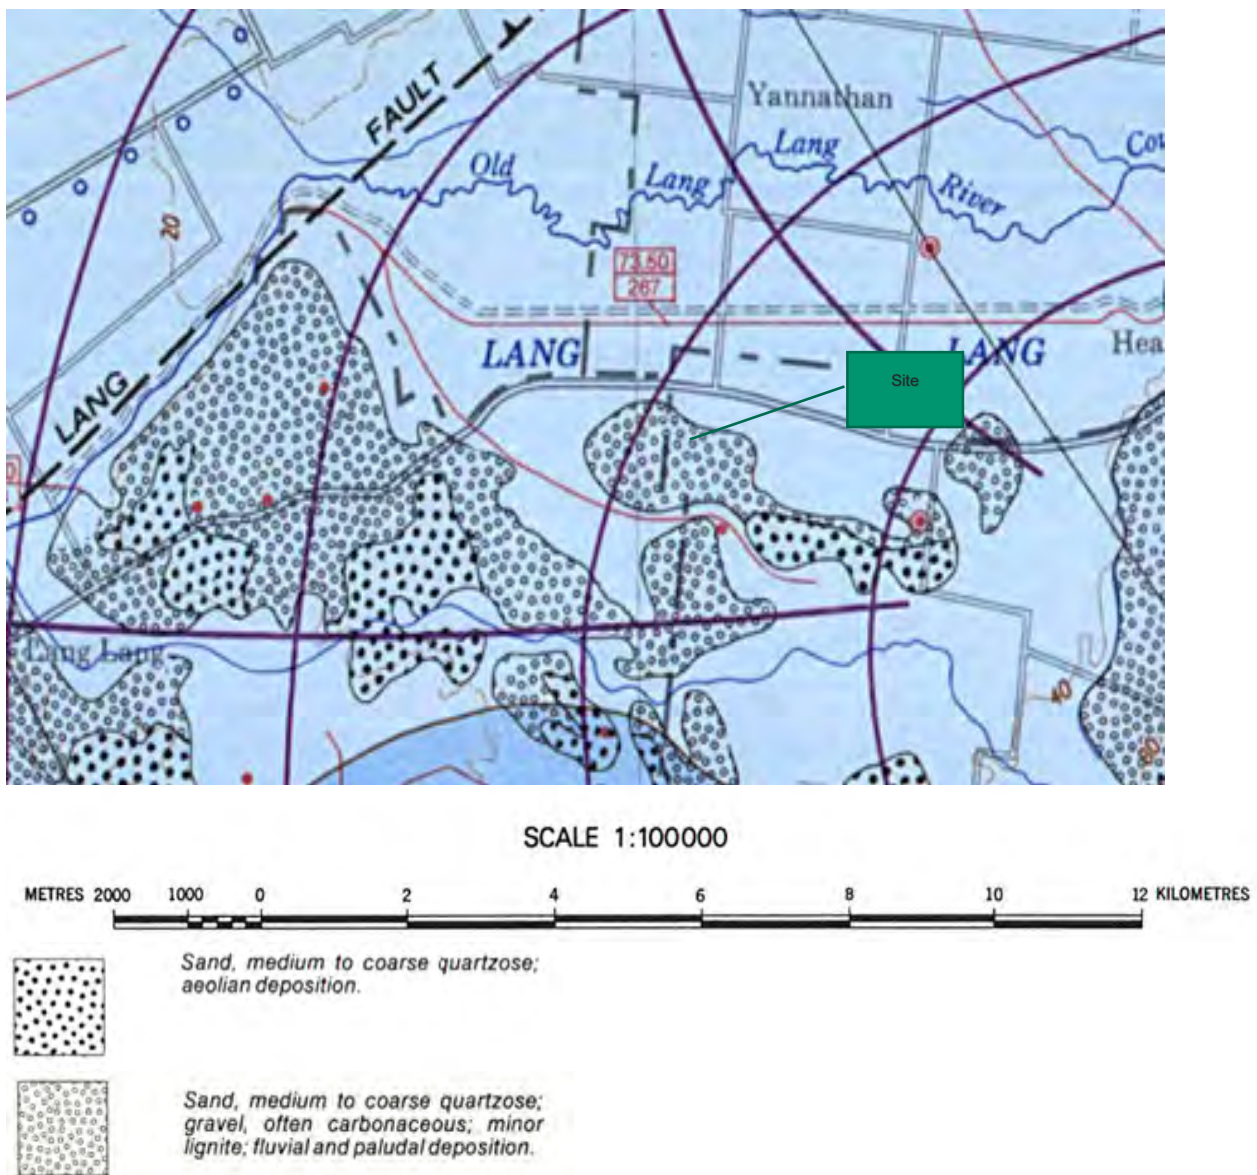 FAULT
Yannathan
Old
Lang
Lang
River
Cow
20
73.50
267
LANG
LANG
Hea
Site
LANG
0
Lang Lang
40
SCALE 1:100000
METRES 2000 1000 0 2 4 6 8 10 12 KILOMETRES
Sand, medium to coarse quartzose;
aeolian deposition.
Sand, medium to coarse quartzose;
gravel, often carbonaceous; minor
lignite; fluvial and paludal deposition.